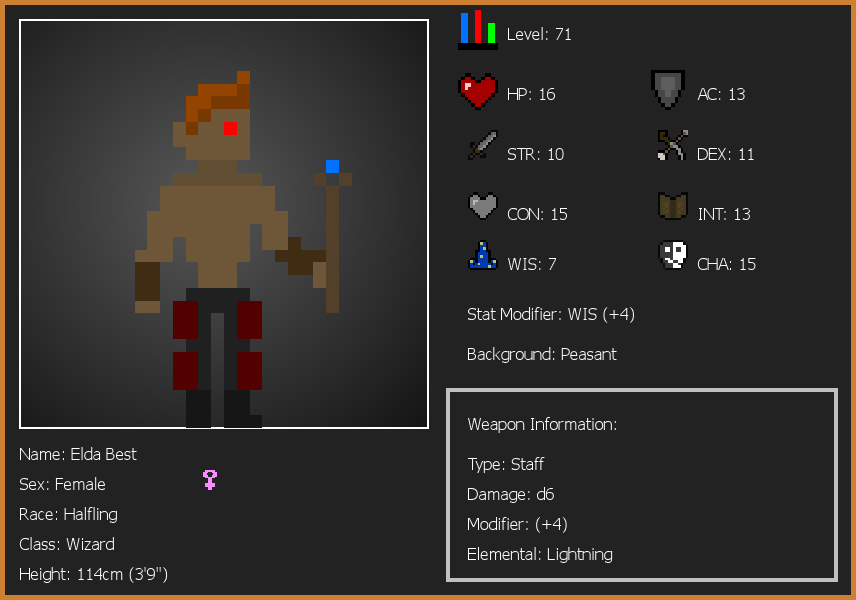 Level: 71
HP: 16
AC: 13
STR: 10
DEX: 11
CON: 15
INT: 13
WIS: 7
CHA: 15
Stat Modifier: WIS (+4)
Background: Peasant
Weapon Information:
Type: Staff
Damage: d6
Modifier: (+4)
Elemental: Lightning
Name: Elda Best
Sex: Female
Race: Halfling
Class: Wizard
Height: 114cm (3'9")